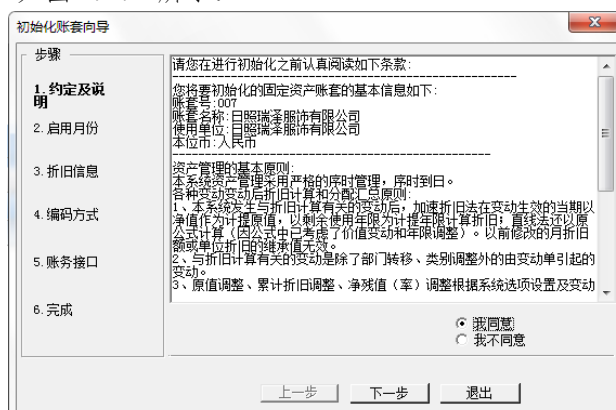 初始化账套向导
步骤
1.约定及说
明
2.启用月份
3.折旧信息
4.编码方式
5.账务接口
6.完成
请您在进行初始化之前认真阅读如下条款:
您将要初始化的固定资产账套的基本信息如下:
账套号:007
账套名称:日照瑞泽服饰有限公司
使用单位:日照瑞泽服饰有限公司
本位币:人民币
资产管理的基本原则:
本系统资产管理采用严格的序时管理，序时到日。
各种变动变动后折旧计算和分配汇总原则:
1、本系统发生与折旧计算有关的变动后，加速折旧法在变动生效的当期以
净值作为计提原值，以剩余使用年限为计提年限计算折旧；直线法还以原
公式计算（因公式中已考虑了价值变动和年限调整）。以前修改的月折旧
额或单位折旧的继承值无效。
2、与折旧计算有关的变动是除了部门转移、类别调整外的由变动单引起的
变动。
3、原值调整、累计折旧调整、净残值（率）调整根据系统选项设置及变动
我同意
我不同意
上一步
下一步
退出